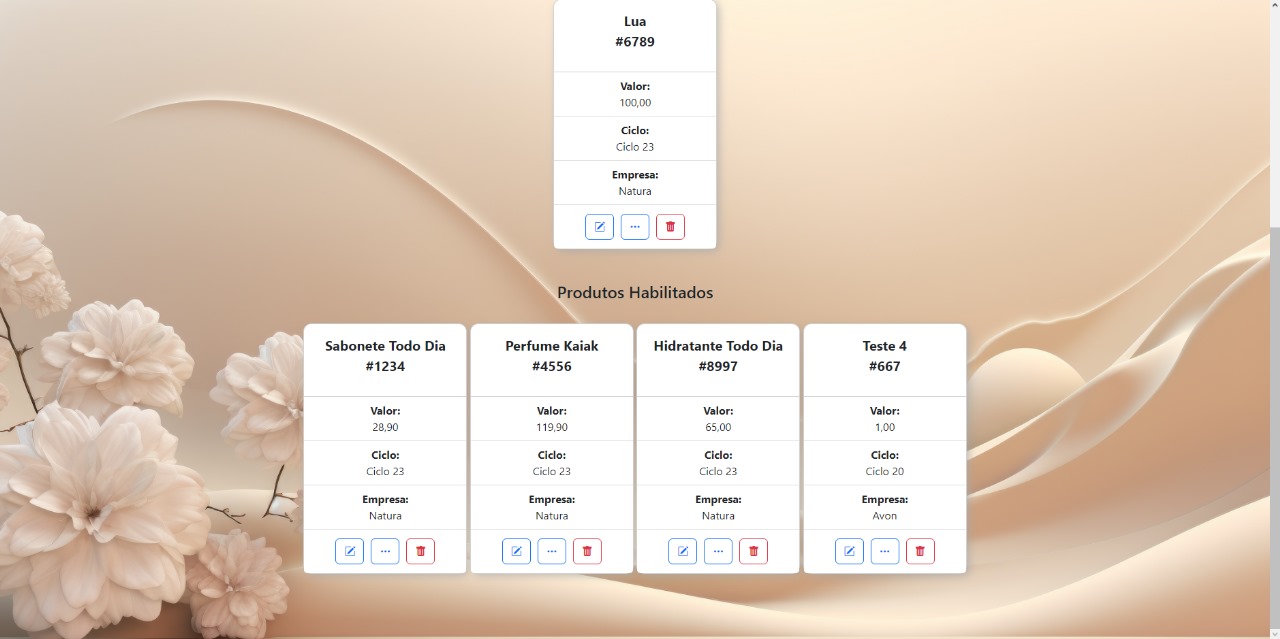 Lua
#6789
Valor:
100,00
Ciclo:
Ciclo 23
Empresa:
Natura
Produtos Habilitados
Sabonete Todo Dia
#1234
Valor:
28,90
Ciclo:
Ciclo 23
Empresa:
Natura
Perfume Kaiak
#4556
Valor:
119,90
Ciclo:
Ciclo 23
Empresa:
Natura
Hidratante Todo Dia
#8997
Valor:
65,00
Ciclo:
Ciclo 23
Empresa:
Natura
Teste 4
#667
Valor:
1,00
Ciclo:
Ciclo 20
Empresa:
Avon